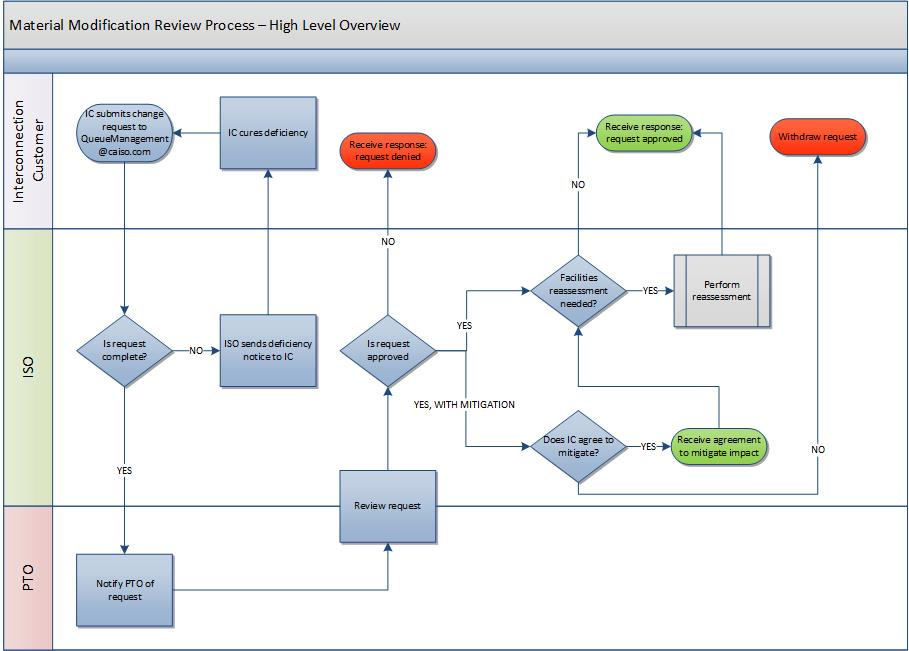 Material Modification Review Process – High Level Overview
Interconnection
Customer
IC submits change
request to
QueueManagement
@caiso.com
IC cures deficiency
Receive response:
request denied
Receive response:
request approved
Withdraw request
NO
NO
ISO
Is request
complete?
NO
ISO sends deficiency
notice to IC
Is request
approved
YES
YES, WITH MITIGATION
Facilities
reassessment
needed?
YES
Perform
reassessment
Does IC agree to
mitigate?
YES
Receive agreement
to mitigate impact
NO
YES
Review request
PTO
Notify PTO of
request